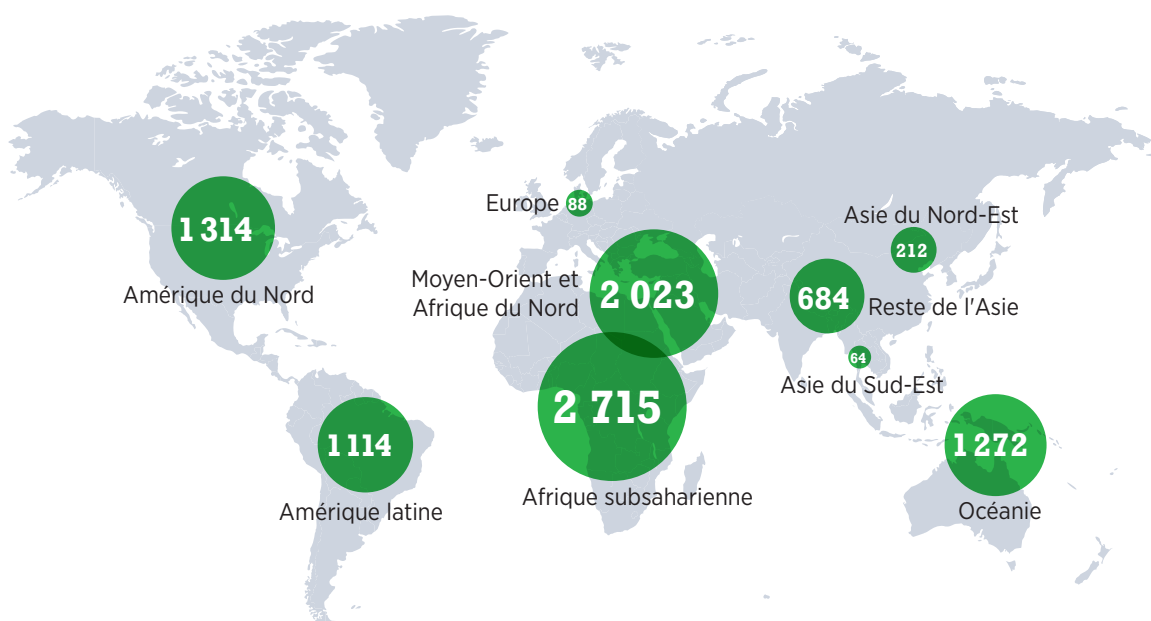 1 314
Amérique du Nord
1 114
Amérique latine
Europe
88
Moyen-Orient et
Afrique du Nord
2 023
2 715
Afrique subsaharienne
Asie du Nord-Est
212
684
Reste de l'Asie
64
Asie du Sud-Est
1 272
Océanie